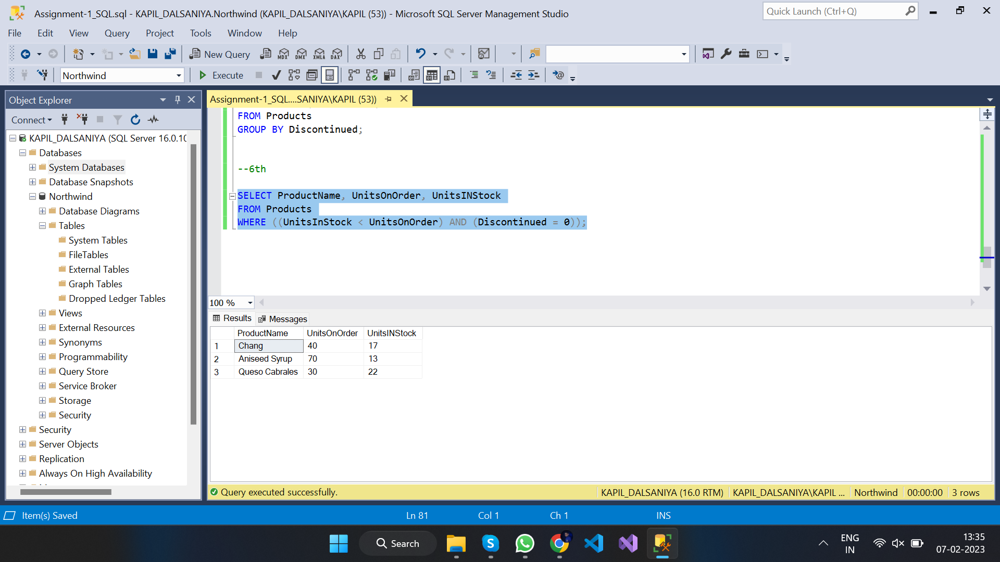 Assignment-1_SQL.sql - KAPIL_DALSANIYA.Northwind (KAPIL_DALSANIYA\KAPIL (53)) - Microsoft SQL Server Management Studio
Quick Launch (Ctrl+Q)
File Edit View Query Project Tools Window Help
New Query MDX DMX XMLA DAX
Northwind Execute
Object Explorer
Connect
KAPIL_DALSANIYA (SQL Server 16.0.10
Databases
System Databases
Database Snapshots
Northwind
Database Diagrams
Tables
System Tables
FileTables
External Tables
Graph Tables
Dropped Ledger Tables
Views
External Resources
Synonyms
Programmability
Query Store
Service Broker
Storage
Security
Security
Server Objects
Replication
Always On High Availability
Assignment-1_SQL....SANIYA\KAPIL (53))
FROM Products
GROUP BY Discontinued;
--6th
SELECT ProductName, UnitsOnOrder, UnitsINStock
FROM Products
WHERE ((UnitsInStock < UnitsOnOrder) AND (Discontinued = 0));
100 %
Results Messages
ProductName UnitsOnOrder UnitsINStock
1 Chang 40 17
2 Aniseed Syrup 70 13
3 Queso Cabrales 30 22
Query executed successfully. KAPIL_DALSANIYA (16.0 RTM) KAPIL_DALSANIYA\KAPIL ... Northwind 00:00:00 3 rows
Item(s) Saved Ln 81 Col 1 Ch 1 INS
Search
ENG
IN
13:35
07-02-2023